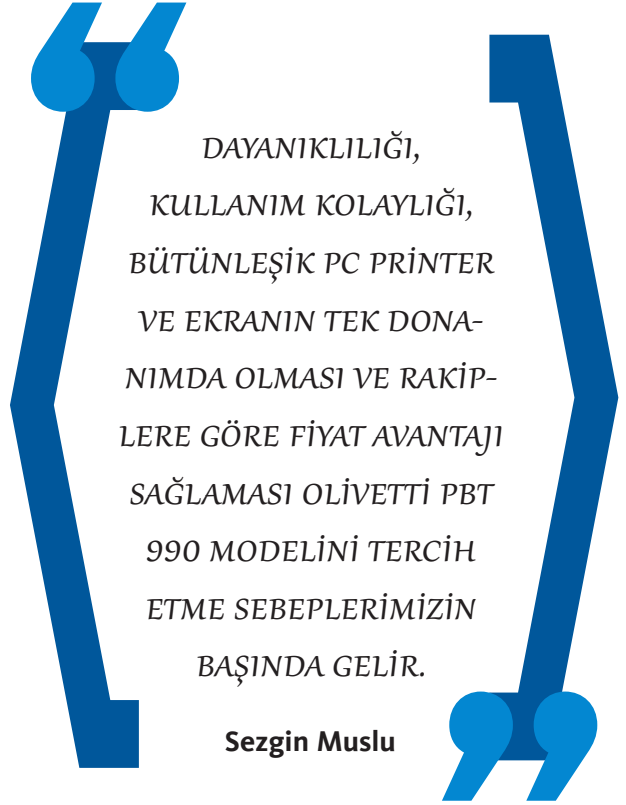 DAYANIKLILIĞI,
KULLANIM KOLAYLIĞI,
BÜTÜNLEŞİK PC PRİNTER
VE EKRANIN TEK DONA-
NIMDA OLMASI VE RAKİP-
LERE GÖRE FİYAT AVANTAJI
SAĞLAMASI OLİVETTİ PBT
990 MODELİNİ TERCİH
ETME SEBEPLERİMİZİN
BAŞINDA GELİR.
Sezgin Muslu